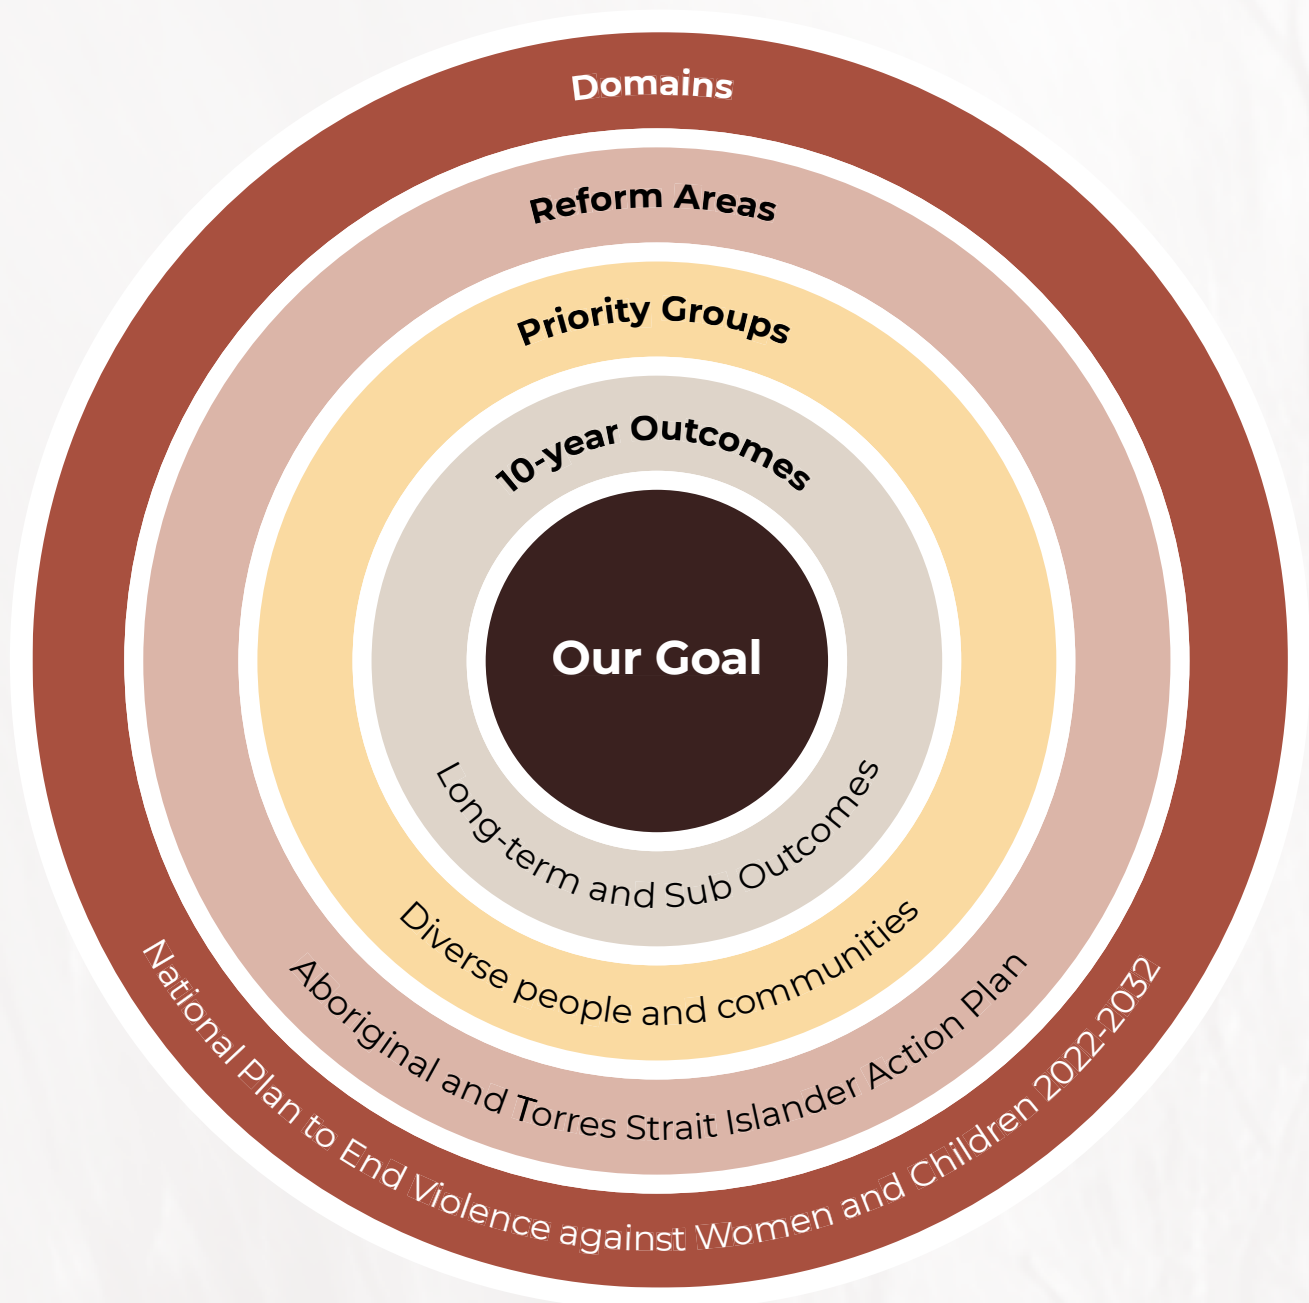 Domains
Reform Areas
Priority Groups
10-year Outcomes
Our Goal
Long-term and Sub Outcomes
Diverse people and communities
Aboriginal and Torres Strait Islander Action Plan
National Plan to End Violence against Women and Children 2022-2032